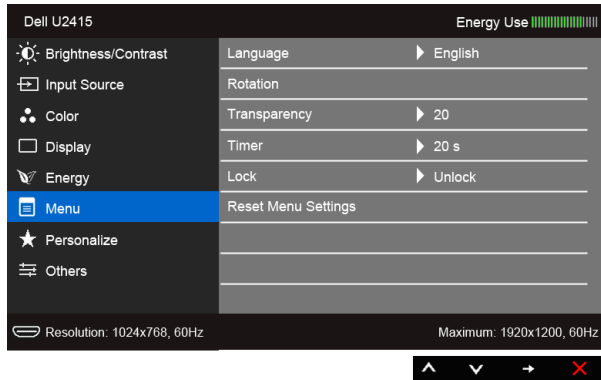 Dell U2415 Energy Use
Brightness/Contrast Language English
Input Source Rotation
Color Transparency 20
Display Timer 20 s
Energy Lock Unlock
Menu Reset Menu Settings
Personalize
Others
Resolution: 1024x768, 60Hz Maximum: 1920x1200, 60Hz